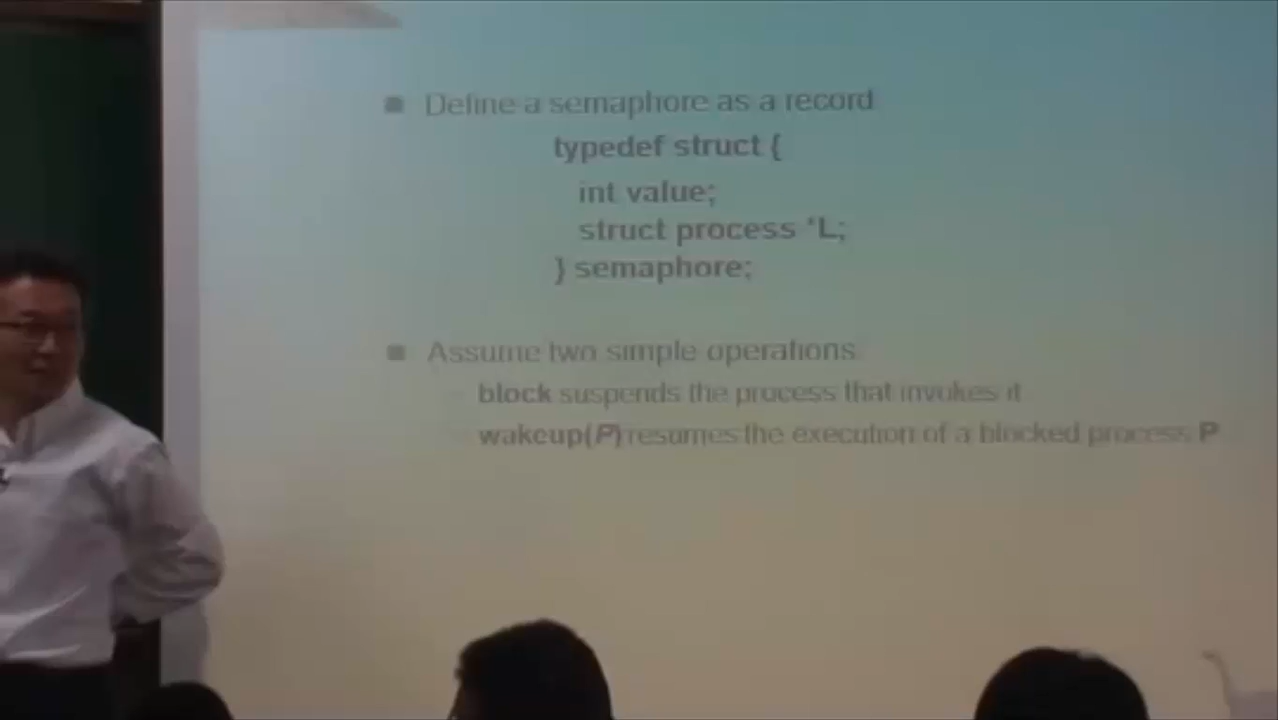 Define a semaphore as a record
typedef struct {
int value;
struct process *L;
} semaphore;
Assume two simple operations
block suspends the process that invokes it
wakeup(P) resumes the execution of a blocked process P